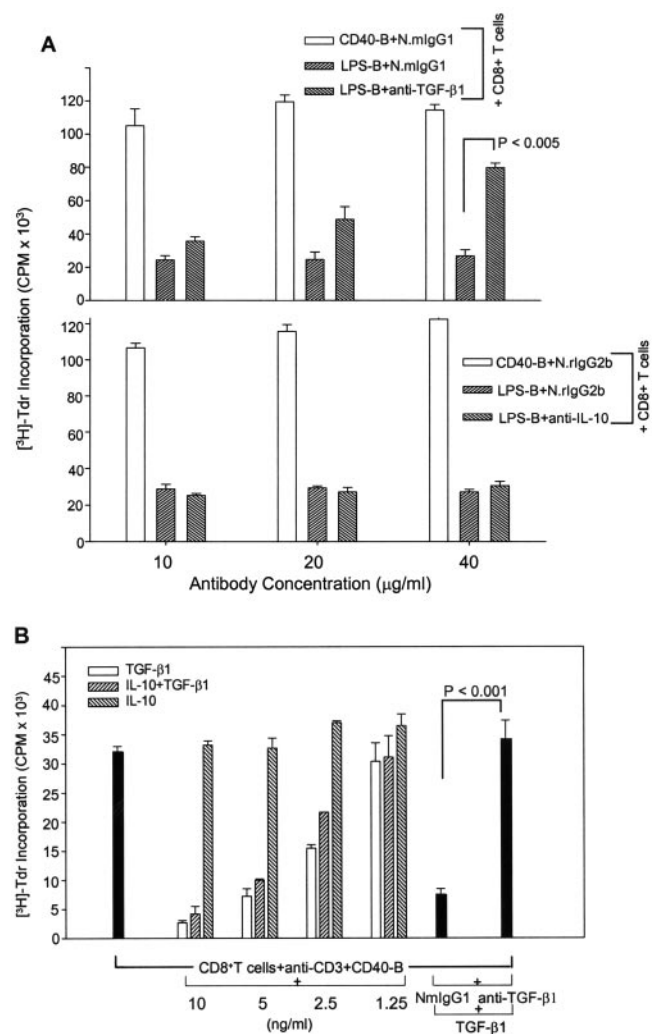 A
CD40-B+N.mIgG1
LPS-B+N.mIgG1
LPS-B+anti-TGF-β1
+ CD8+ T cells
P < 0.005
120
100
80
60
40
20
[³H]-Tdr Incorporation (CPM x 10³)
120
100
80
60
40
20
0
CD40-B+N.rIgG2b
LPS-B+N.rIgG2b
LPS-B+anti-IL-10
+ CD8+ T cells
10 20 40
Antibody Concentration (μg/ml)
B
TGF-β1
IL-10+TGF-β1
IL-10
P < 0.001
45
40
35
30
25
20
15
10
5
0
[³H]-Tdr Incorporation (CPM x 10³)
CD8⁺T cells+anti-CD3+CD40-B
+ +
10 5 2.5 1.25 NmIgG1 anti-TGF-β1
(ng/ml) +
TGF-β1